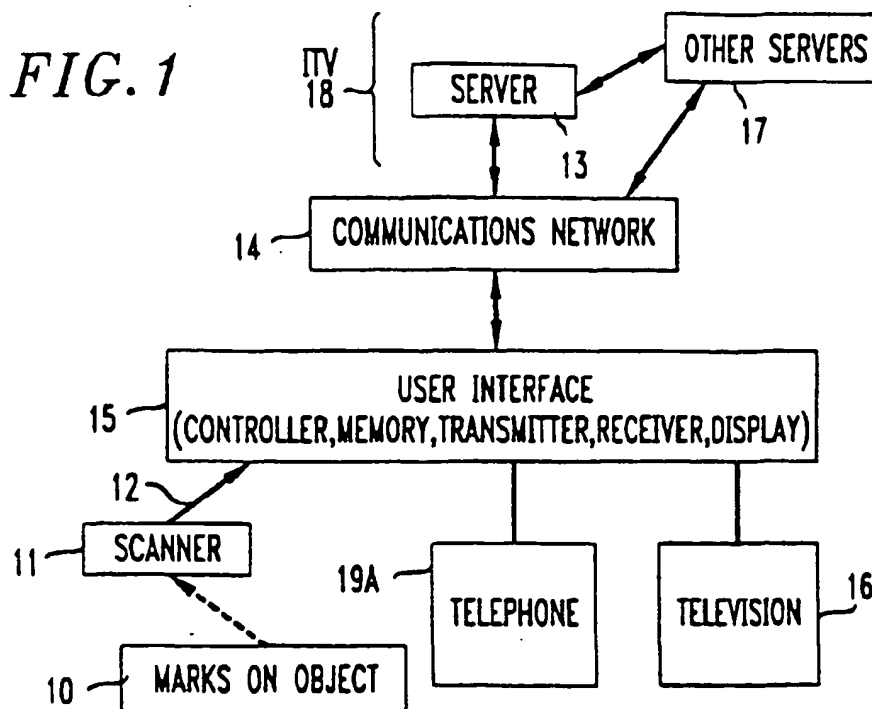 FIG. 1
ITV
18
SERVER
13
OTHER SERVERS
17
COMMUNICATIONS NETWORK
14
USER INTERFACE
(CONTROLLER,MEMORY,TRANSMITTER,RECEIVER,DISPLAY)
15
12
SCANNER
11
19A
TELEPHONE
TELEVISION
16
MARKS ON OBJECT
10